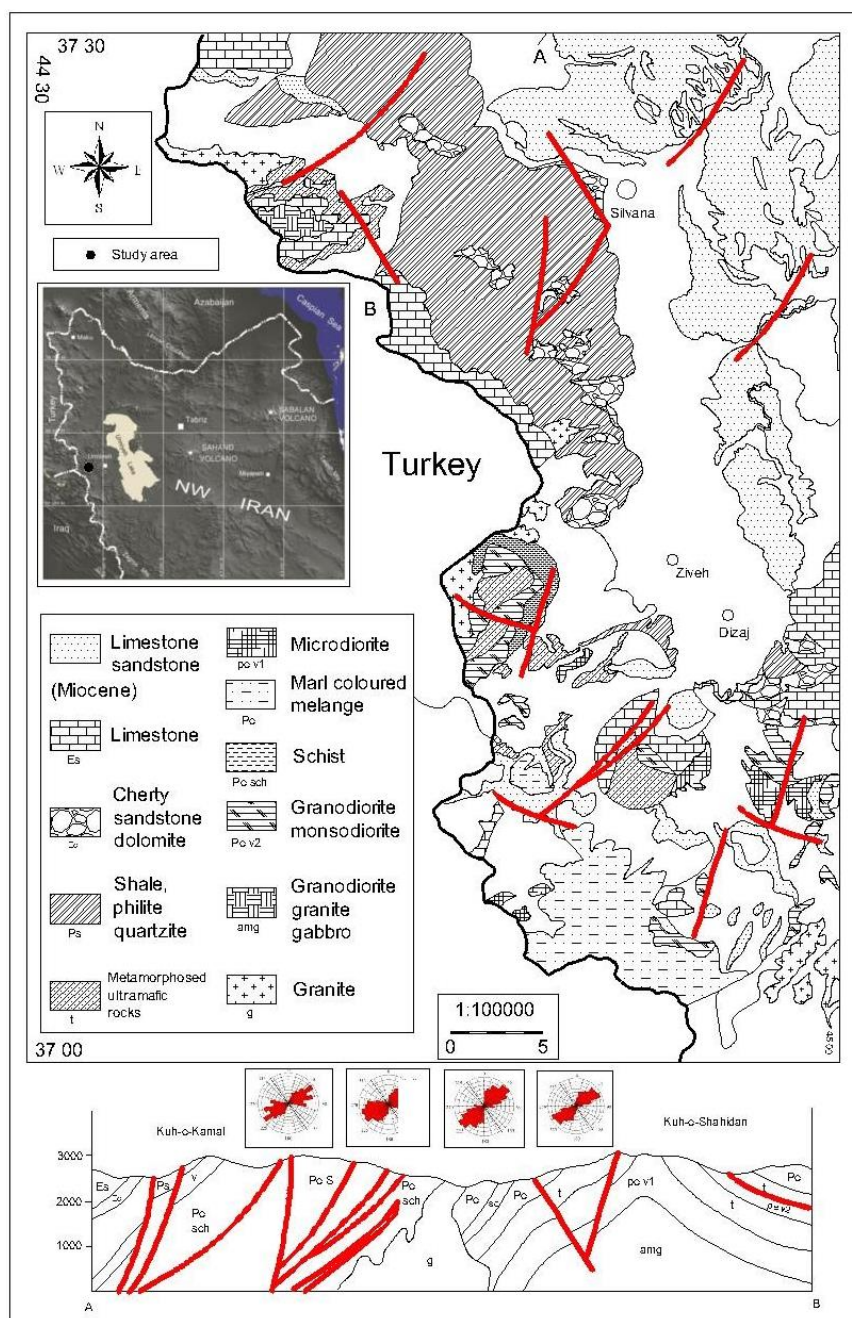 37 30
44 30
A
N
W
S
Silvana
Study area
B
Azabaijan
Caspian Sea
Turkey
Tabriz
SABALAN
VOLCANO
SAHAND
VOLCANO
NW IRAN
Iraq
Turkey
Ziveh
Dizaj
Limestone
sandstone
(Miocene)
Limestone
Es
Cherty
sandstone
dolomite
Shale,
philite
quartzite
Ps
Metamorphosed
ultramafic
rocks
t
Microdiorite
pc v1
Marl coloured
melange
Pc
Schist
Pc sch
Granodiorite
monsodiorite
Pc v2
Granodiorite
granite
gabbro
amg
Granite
g
1:100000
0 5
37 00
45 00
Kuh-o-Kamal
Kuh-o-Shahidan
3000
2000
1000
Es
Ps
v
Pc
sch
Pc S
Pc
sch
g
Pc
sc
Pc
t
pc v1
amg
t
t
Pc
A
B